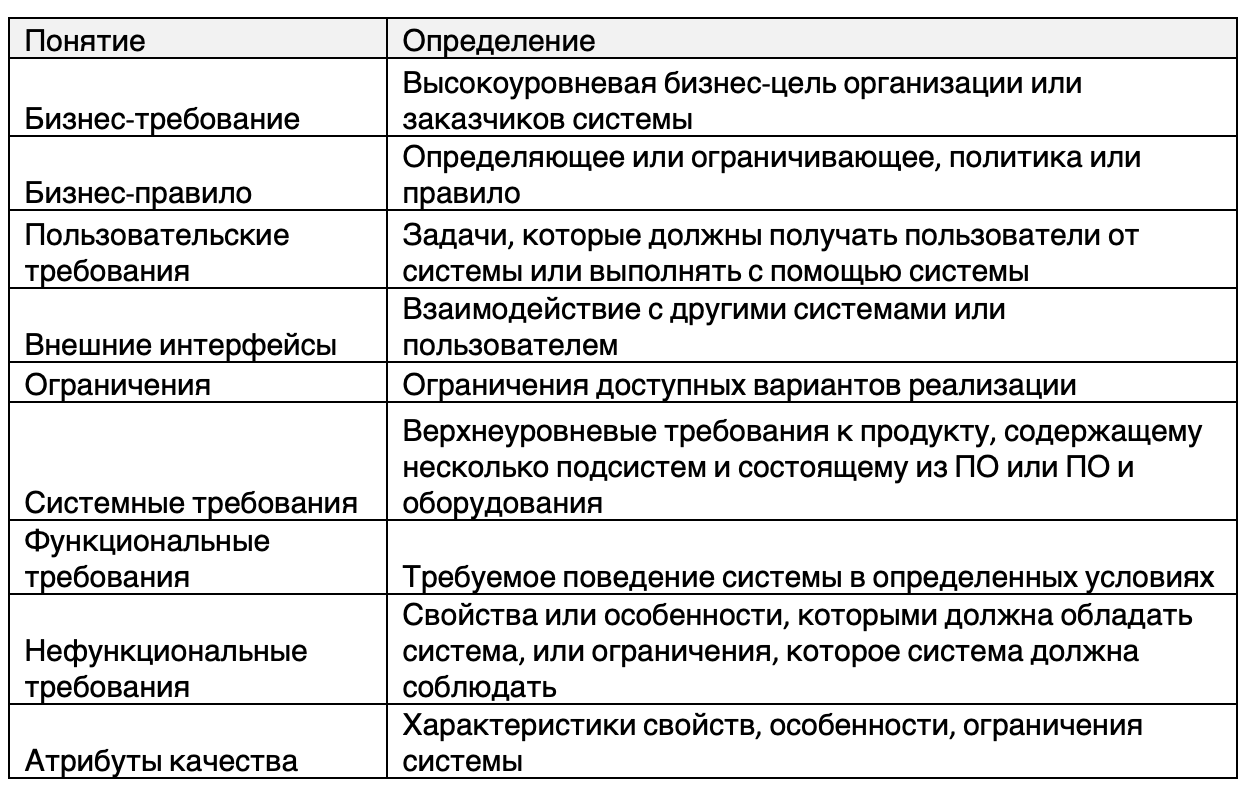 Понятие
Определение
Бизнес-требование
Высокоуровневая бизнес-цель организации или
заказчиков системы
Бизнес-правило
Определяющее или ограничивающее, политика или
правило
Пользовательские
требования
Задачи, которые должны получать пользователи от
системы или выполнять с помощью системы
Внешние интерфейсы
Взаимодействие с другими системами или
пользователем
Ограничения
Ограничения доступных вариантов реализации
Системные требования
Верхнеуровневые требования к продукту, содержащему
несколько подсистем и состоящему из ПО или ПО и
оборудования
Функциональные
требования
Требуемое поведение системы в определенных условиях
Нефункциональные
требования
Свойства или особенности, которыми должна обладать
система, или ограничения, которое система должна
соблюдать
Атрибуты качества
Характеристики свойств, особенности, ограничения
системы